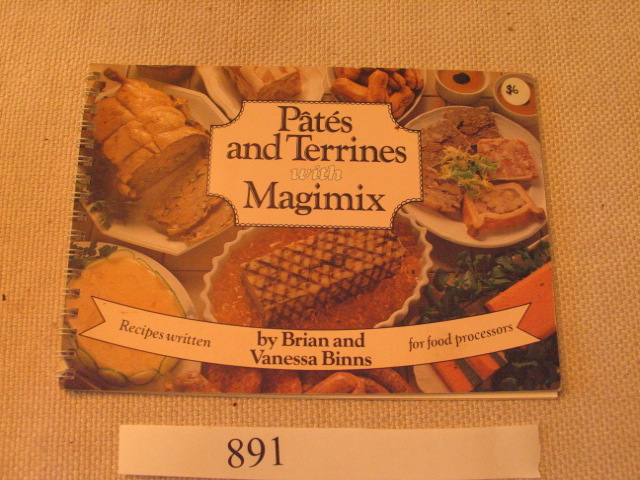 $6
Pâtés
and Terrines
with
Magimix
Recipes written
by Brian and
Vanessa Binns
for food processors
891